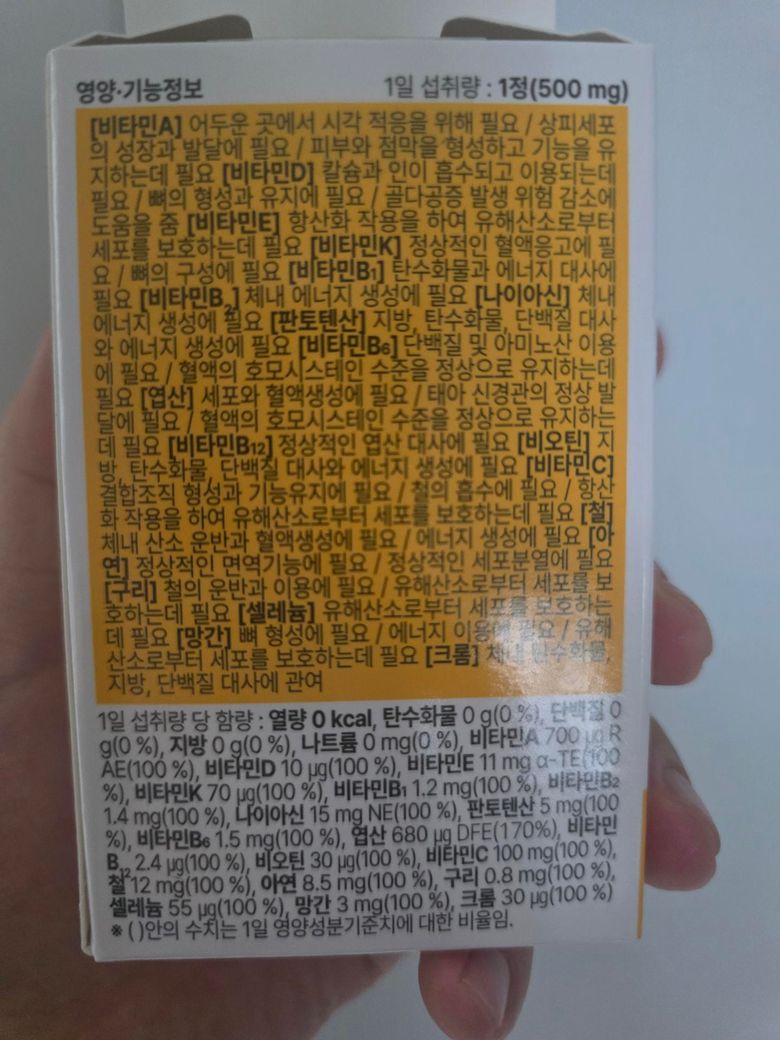 영양·기능정보 1일 섭취량 : 1정(500 mg)
[비타민A] 어두운 곳에서 시각 적응을 위해 필요 / 상피세포
의 성장과 발달에 필요 / 피부와 점막을 형성하고 기능을 유
지하는데 필요 [비타민D] 칼슘과 인이 흡수되고 이용되는데
필요 / 뼈의 형성과 유지에 필요 / 골다공증 발생 위험 감소에
도움을 줌 [비타민E] 항산화 작용을 하여 유해산소로부터
세포를 보호하는데 필요 [비타민K] 정상적인 혈액응고에 필
요 / 뼈의 구성에 필요 [비타민B₁] 탄수화물과 에너지 대사에
필요 [비타민B₂] 체내 에너지 생성에 필요 [나이아신] 체내
에너지 생성에 필요 [판토텐산] 지방, 탄수화물, 단백질 대사
와 에너지 생성에 필요 [비타민B₆] 단백질 및 아미노산 이용
에 필요 / 혈액의 호모시스테인 수준을 정상으로 유지하는데
필요 [엽산] 세포와 혈액생성에 필요 / 태아 신경관의 정상 발
달에 필요 / 혈액의 호모시스테인 수준을 정상으로 유지하는
데 필요 [비타민B₁₂] 정상적인 엽산 대사에 필요 [비오틴] 지
방, 탄수화물, 단백질 대사와 에너지 생성에 필요 [비타민C]
결합조직 형성과 기능유지에 필요 / 철의 흡수에 필요 / 항산
화 작용을 하여 유해산소로부터 세포를 보호하는데 필요 [철]
체내 산소 운반과 혈액생성에 필요 / 에너지 생성에 필요 [아
연] 정상적인 면역기능에 필요 / 정상적인 세포분열에 필요
[구리] 철의 운반과 이용에 필요 / 유해산소로부터 세포를 보
호하는데 필요 [셀레늄] 유해산소로부터 세포를 보호하는
데 필요 [망간] 뼈 형성에 필요 / 에너지 이용에 필요 / 유해
산소로부터 세포를 보호하는데 필요 [크롬] 체내 탄수화물,
지방, 단백질 대사에 관여
1일 섭취량 당 함량 : 열량 0 kcal, 탄수화물 0 g(0 %), 단백질 0
g(0 %), 지방 0 g(0 %), 나트륨 0 mg(0 %), 비타민A 700 μg R
AE(100 %), 비타민D 10 μg(100 %), 비타민E 11 mg α-TE(100
%), 비타민K 70 μg(100 %), 비타민B₁ 1.2 mg(100 %), 비타민B₂
1.4 mg(100 %), 나이아신 15 mg NE(100 %), 판토텐산 5 mg(100
%), 비타민B₆ 1.5 mg(100 %), 엽산 680 μg DFE(170%), 비타민
B₁₂ 2.4 μg(100 %), 비오틴 30 μg(100 %), 비타민C 100 mg(100 %),
철 12 mg(100 %), 아연 8.5 mg(100 %), 구리 0.8 mg(100 %),
셀레늄 55 μg(100 %), 망간 3 mg(100 %), 크롬 30 μg(100 %)
※ ( )안의 수치는 1일 영양성분기준치에 대한 비율임.